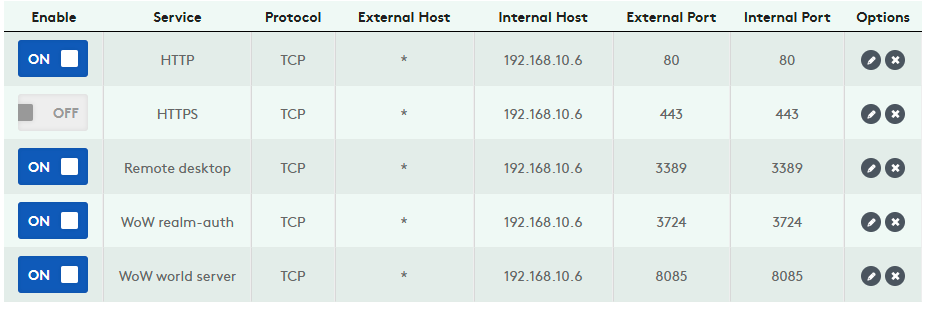 Enable Service Protocol External Host Internal Host External Port Internal Port Options
ON HTTP TCP * 192.168.10.6 80 80
OFF HTTPS TCP * 192.168.10.6 443 443
ON Remote desktop TCP * 192.168.10.6 3389 3389
ON WoW realm-auth TCP * 192.168.10.6 3724 3724
ON WoW world server TCP * 192.168.10.6 8085 8085